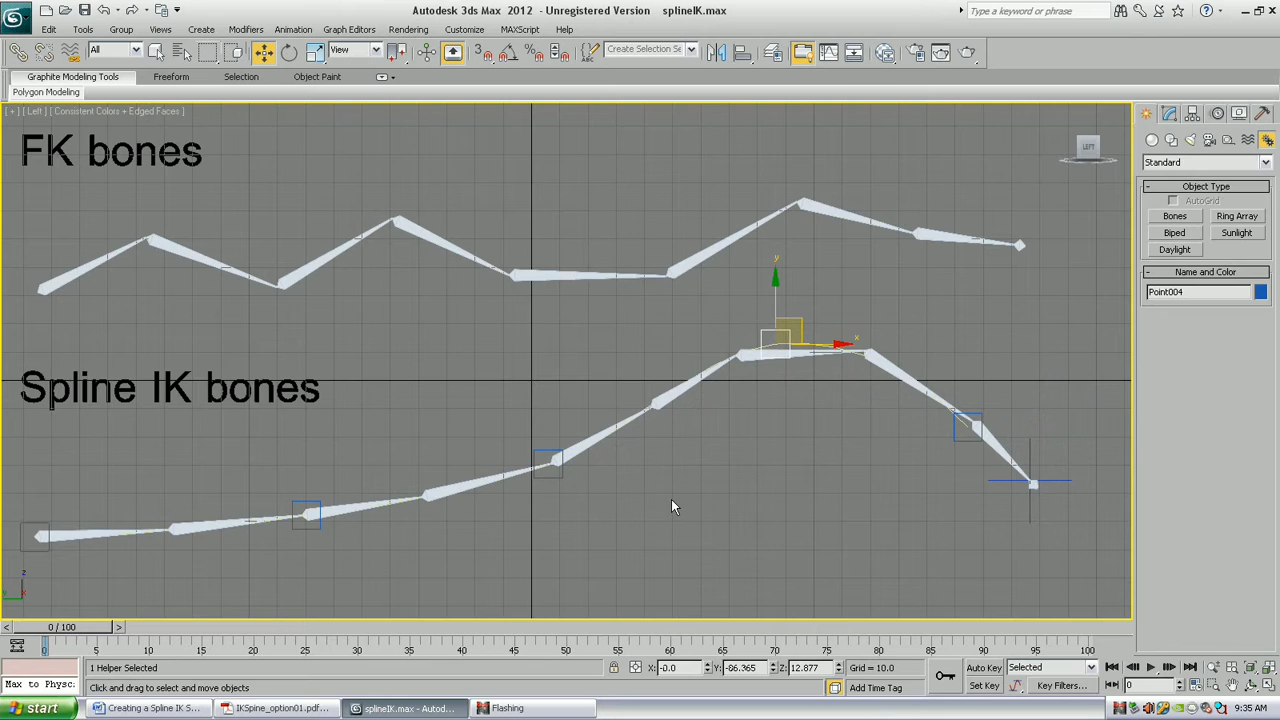 Autodesk 3ds Max 2012 - Unregistered Version splineIK.max
Type a keyword or phrase
Edit Tools Group Views Create Modifiers Animation Graph Editors Rendering Customize MAXScript Help
All View 3 Create Selection Se
Graphite Modeling Tools Freeform Selection Object Paint
Polygon Modeling
[ + ] [ Left ] [ Consistent Colors + Edged Faces ]
FK bones
LEFT
Standard
- Object Type
AutoGrid
Bones Ring Array
Biped Sunlight
Daylight
- Name and Color
Point004
y
x
Spline IK bones
z
x
< 0 / 100 >
0 5 10 15 20 25 30 35 40 45 50 55 60 65 70 75 80 85 90 95 100
1 Helper Selected X: -0.0 Y: -86.365 Z: 12.877 Grid = 10.0 Auto Key Selected
Max to Physc: Click and drag to select and move objects Add Time Tag Set Key Key Filters... 0
start Creating a Spline IK S... IKSpine_option01.pdf... splineIK.max - Autod... Flashing 9:35 AM